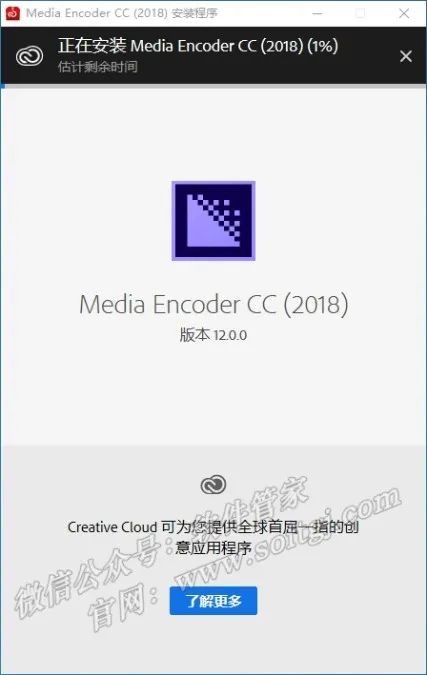 Media Encoder CC (2018) 安装程序
正在安装 Media Encoder CC (2018) (1%)
估计剩余时间
Media Encoder CC (2018)
版本 12.0.0
Creative Cloud 可为您提供全球首屈一指的创
意应用程序
微信公众号：软件管家
官网：www.softgj.com
了解更多